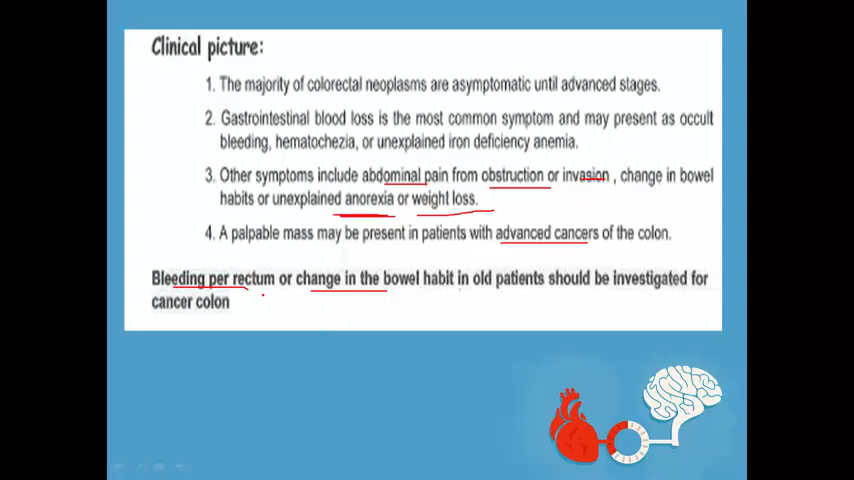 Clinical picture:
1. The majority of colorectal neoplasms are asymptomatic until advanced stages.
2. Gastrointestinal blood loss is the most common symptom and may present as occult
bleeding, hematochezia, or unexplained iron deficiency anemia.
3. Other symptoms include abdominal pain from obstruction or invasion , change in bowel
habits or unexplained anorexia or weight loss.
4. A palpable mass may be present in patients with advanced cancers of the colon.
Bleeding per rectum or change in the bowel habit in old patients should be investigated for
cancer colon